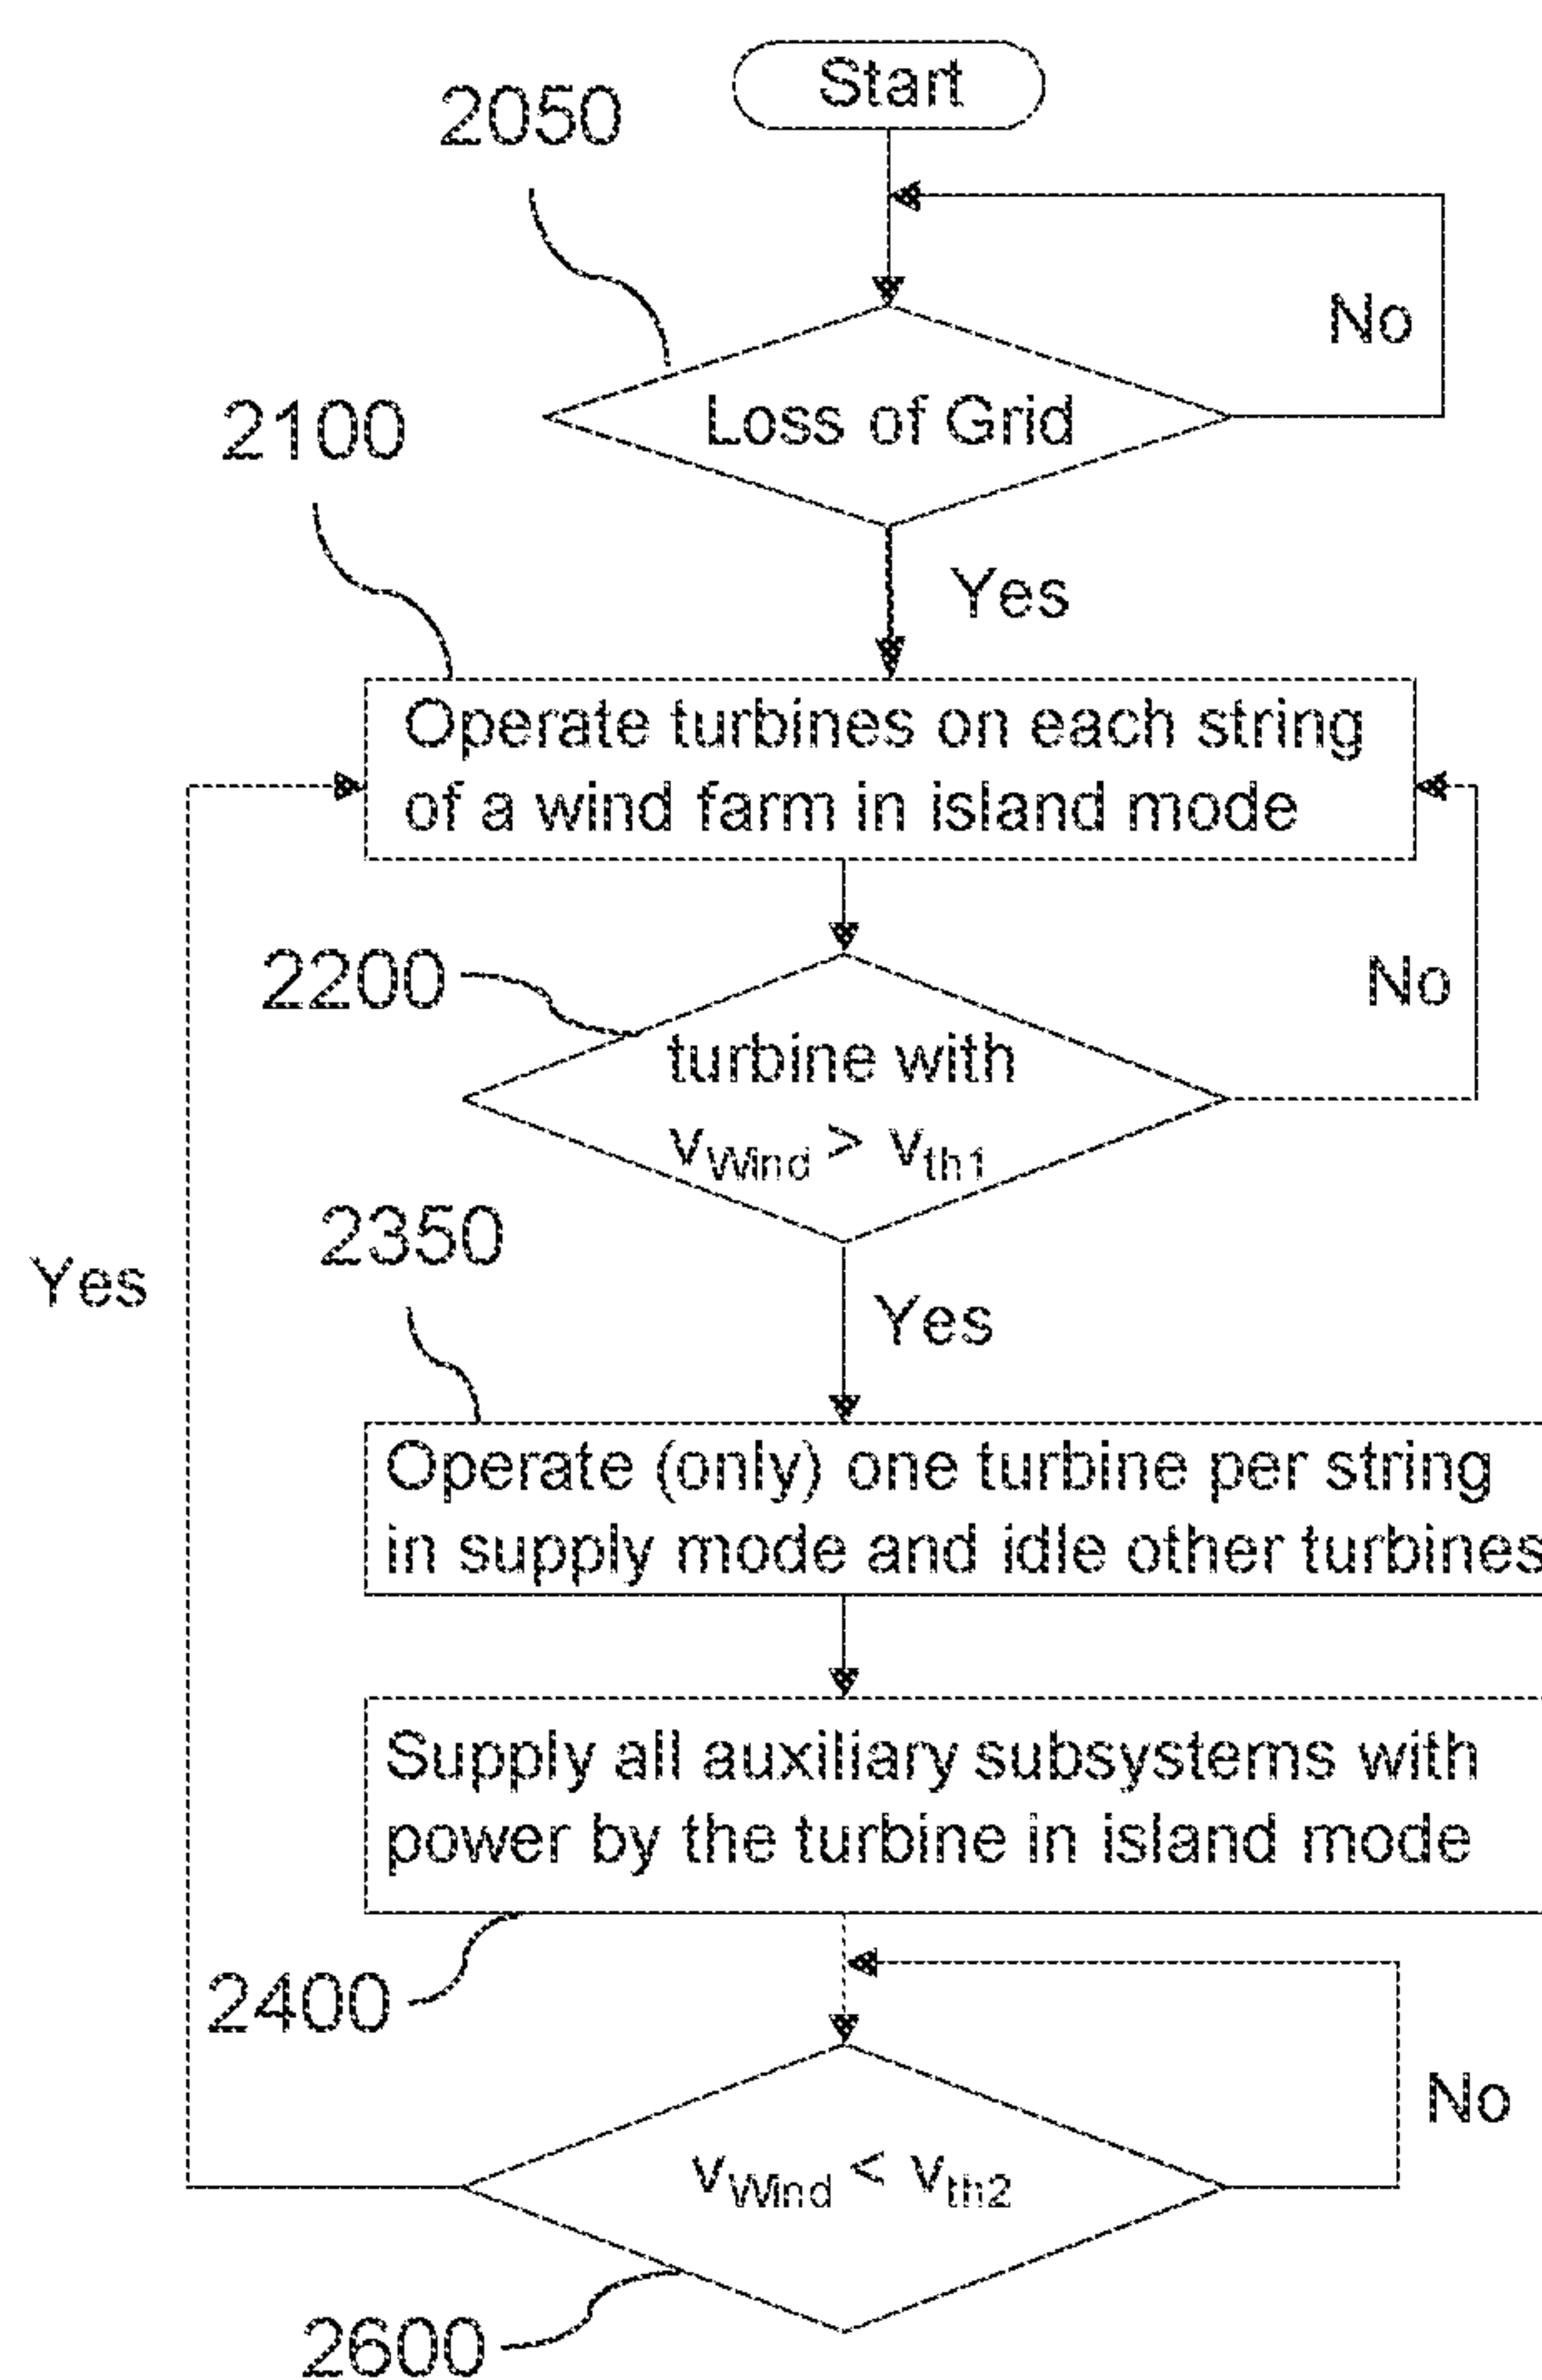 Start
2050
No
Loss of Grid
2100
Yes
Operate turbines on each string
of a wind farm in island mode
2200
No
turbine with
vWind > vth1
2350
Yes
Yes
Operate (only) one turbine per string
in supply mode and idle other turbines
Supply all auxiliary subsystems with
power by the turbine in island mode
2400
No
vWind < vth2
2600